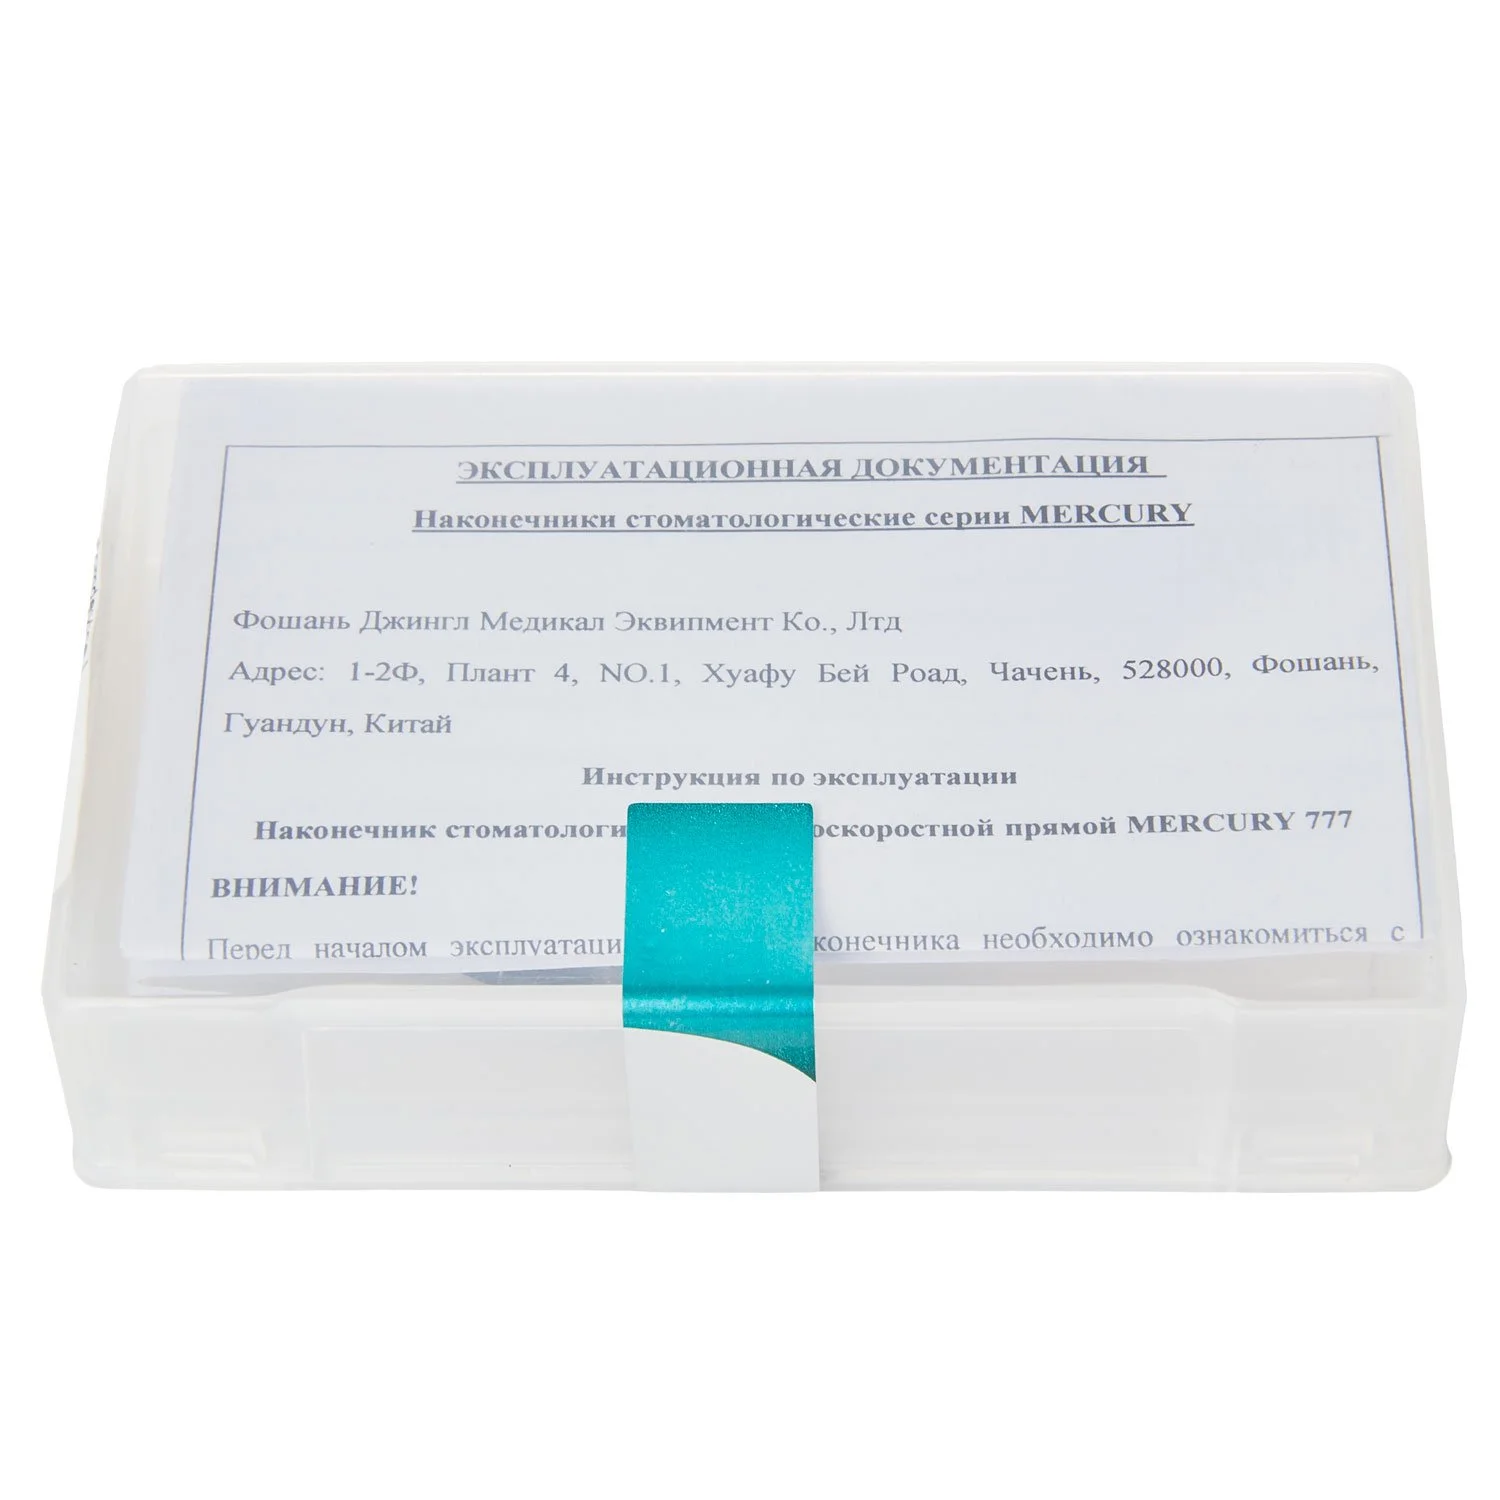 ЭКСПЛУАТАЦИОННАЯ ДОКУМЕНТАЦИЯ
Наконечники стоматологические серии MERCURY
Фошань Джингл Медикал Эквипмент Ко., Лтд
Адрес: 1-2Ф, Плант 4, NO.1, Хуафу Бей Роад, Чачень, 528000, Фошань,
Гуандун, Китай
Инструкция по эксплуатации
Наконечник стоматологи оскоростной прямой MERCURY 777
ВНИМАНИЕ!
Перед началом эксплуатаци конечника необходимо ознакомиться с